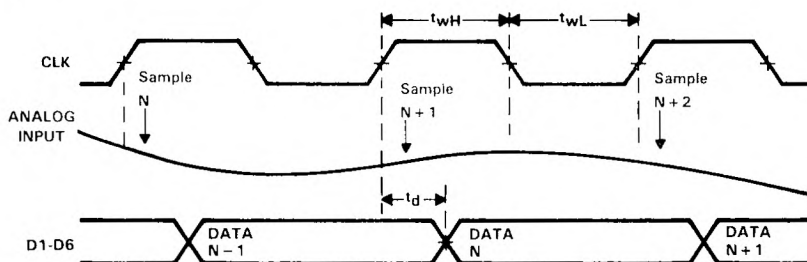 twH
twL
CLK
Sample
N
Sample
N + 1
Sample
N + 2
ANALOG
INPUT
td
D1-D6
DATA
N – 1
DATA
N
DATA
N + 1